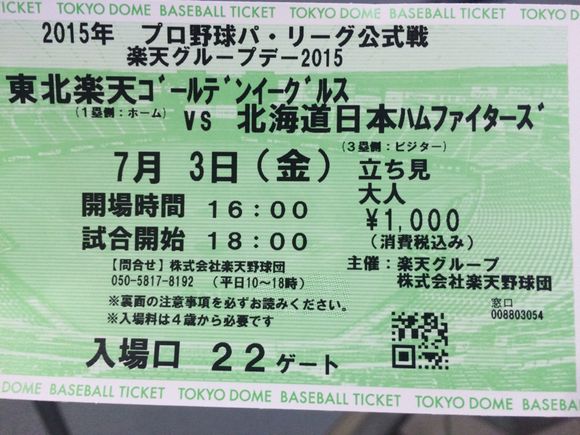 TOKYO DOME BASEBALL TICKET TOKYO DOME BASEBALL TICKET TOKYO DOME
2015年 プロ野球パ・リーグ公式戦
楽天グループデー2015
東北楽天ｺﾞｰﾙﾃﾞﾝｲｰｸﾞﾙｽ
(1塁側:ホーム)
VS 北海道日本ﾊﾑﾌｧｲﾀｰｽﾞ
(3塁側:ビジター)
7月 3日(金)
立ち見
大人
¥1,000
(消費税込み)
開場時間 16:00
試合開始 18:00
【問合せ】株式会社楽天野球団
050-5817-8192 (平日10~18時)
主催:楽天グループ
株式会社楽天野球団
※裏面の注意事項を必ずお読みください
※入場料は4歳から必要です
窓口
008803054
入場口 22ゲート
TOKYO DOME BASEBALL TICKET TOKYO DOME BASEBALL TICKET TOKYO DOME